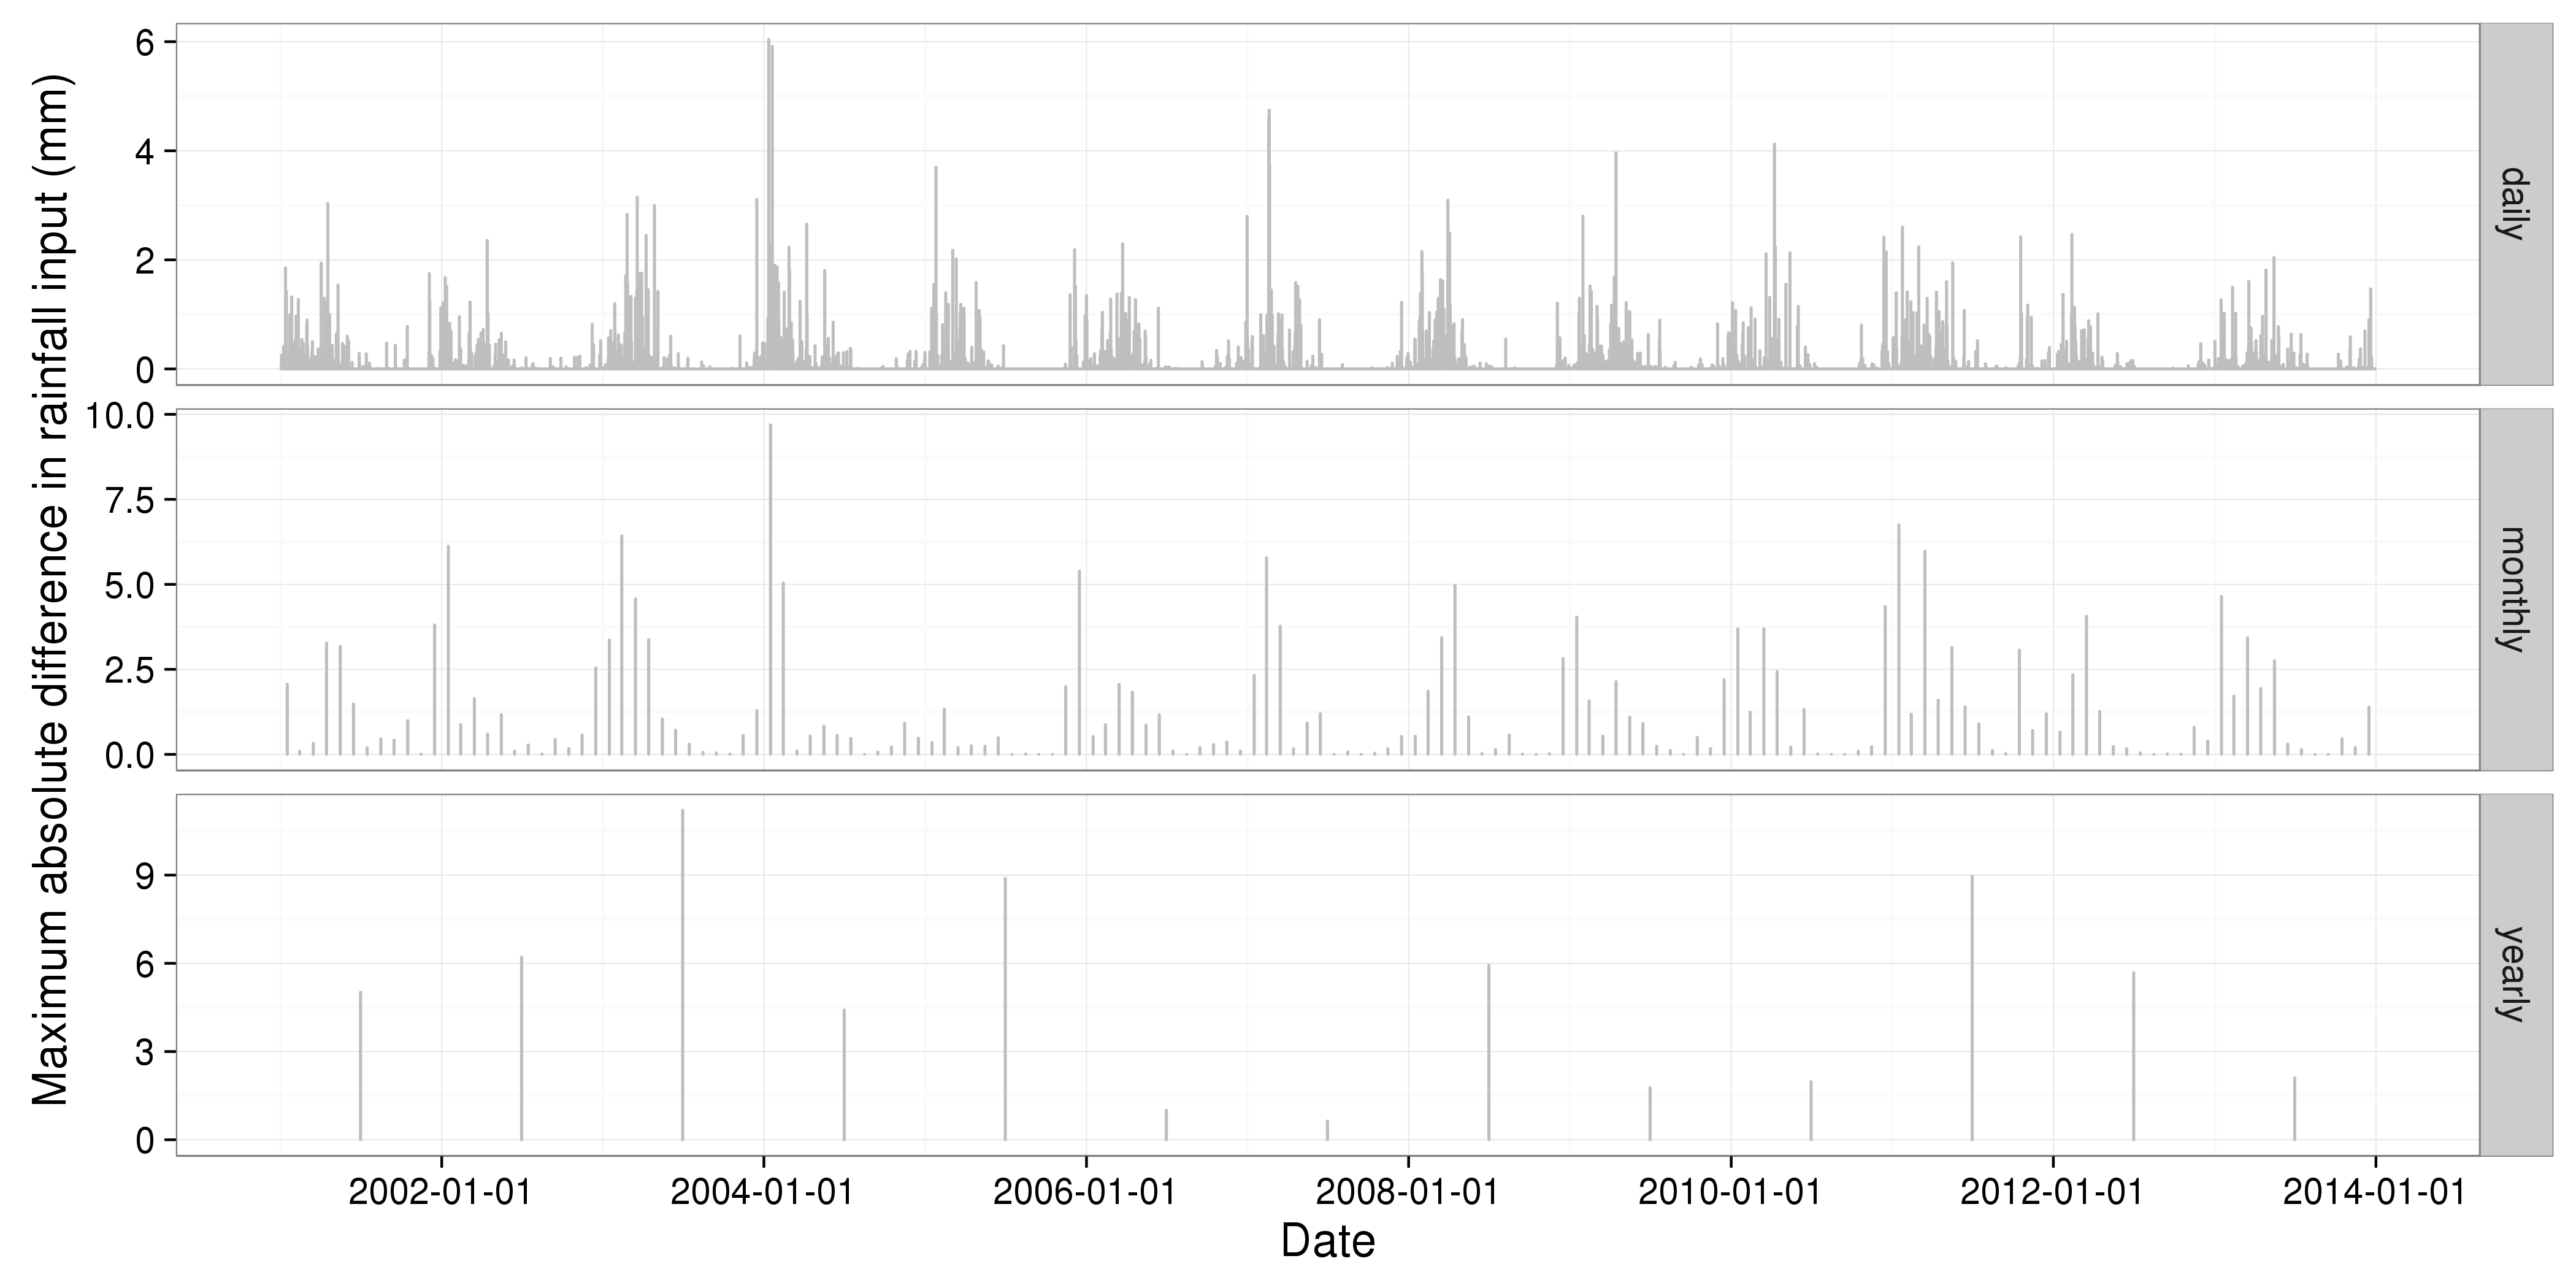 Maximum absolute difference in rainfall input (mm)
6
4
2
0
daily
10.0
7.5
5.0
2.5
0.0
monthly
9
6
3
0
yearly
2002-01-01 2004-01-01 2006-01-01 2008-01-01 2010-01-01 2012-01-01 2014-01-01
Date